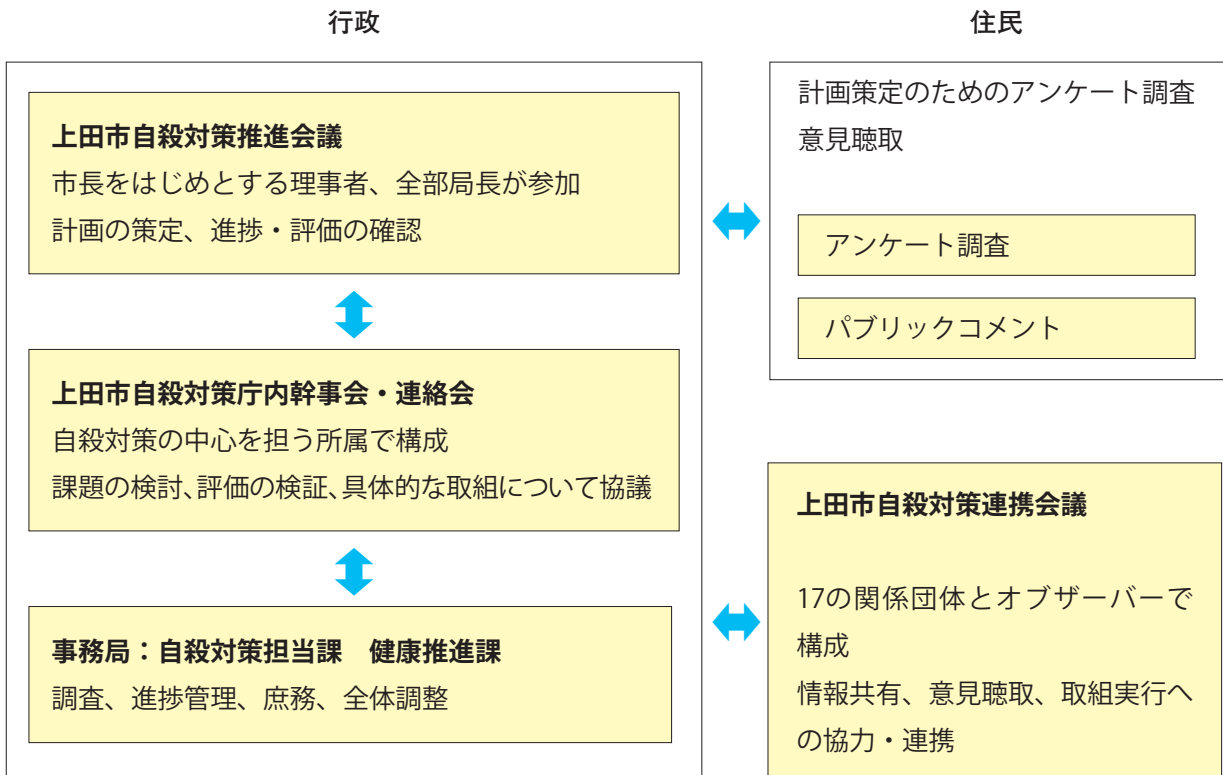 行政
上田市自殺対策推進会議
市長をはじめとする理事者、全部局長が参加
計画の策定、進捗・評価の確認
上田市自殺対策庁内幹事会・連絡会
自殺対策の中心を担う所属で構成
課題の検討、評価の検証、具体的な取組について協議
事務局：自殺対策担当課　健康推進課
調査、進捗管理、庶務、全体調整
住民
計画策定のためのアンケート調査
意見聴取
アンケート調査
パブリックコメント
上田市自殺対策連携会議
17の関係団体とオブザーバーで
構成
情報共有、意見聴取、取組実行へ
の協力・連携